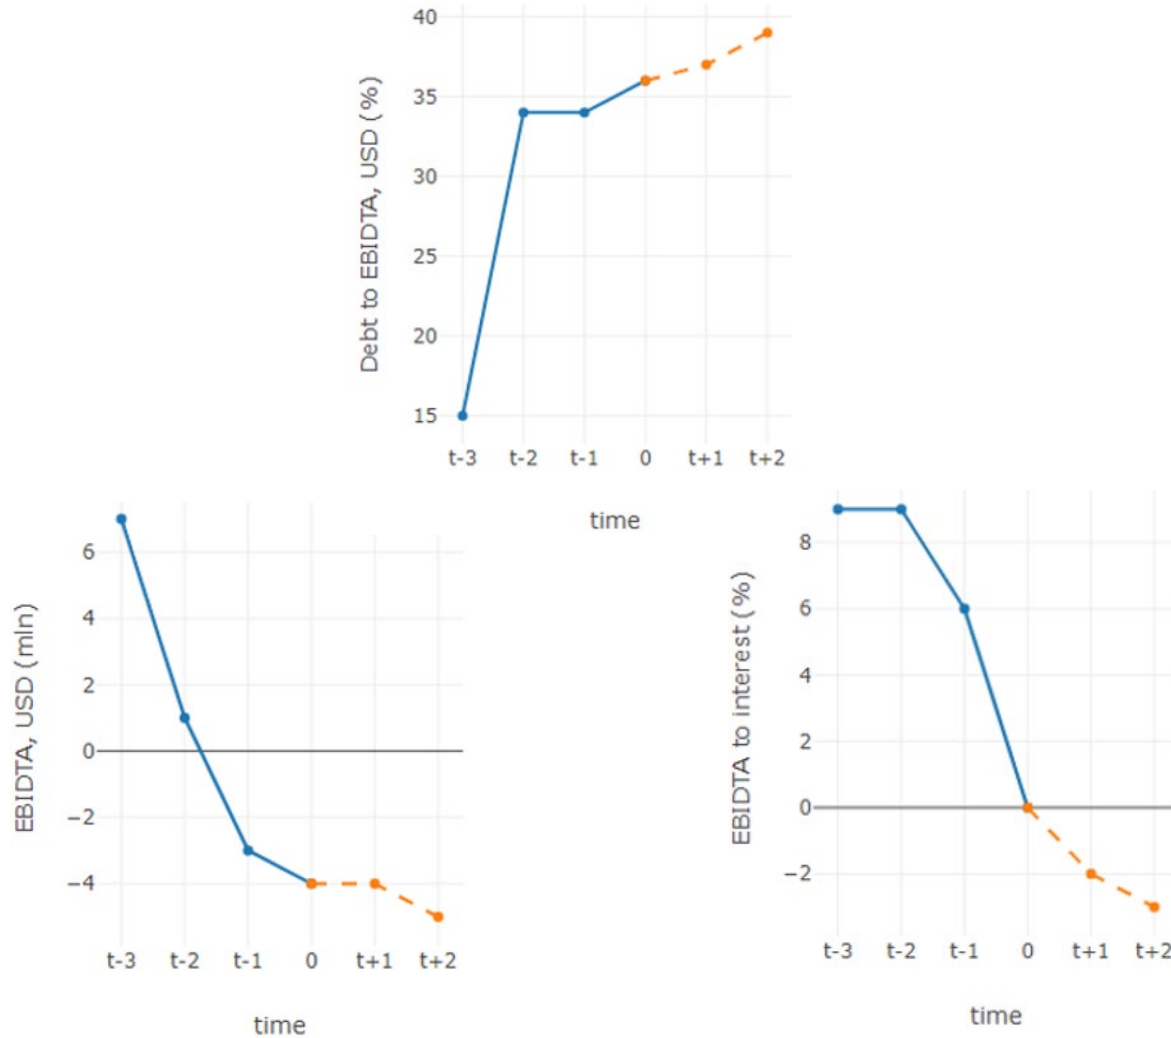 Debt to EBIDTA, USD (%)
40
35
30
25
20
15
t-3 t-2 t-1 0 t+1 t+2
time
EBIDTA, USD (mln)
6
4
2
0
−2
−4
t-3 t-2 t-1 0 t+1 t+2
time
EBIDTA to interest (%)
8
6
4
2
0
−2
t-3 t-2 t-1 0 t+1 t+2
time